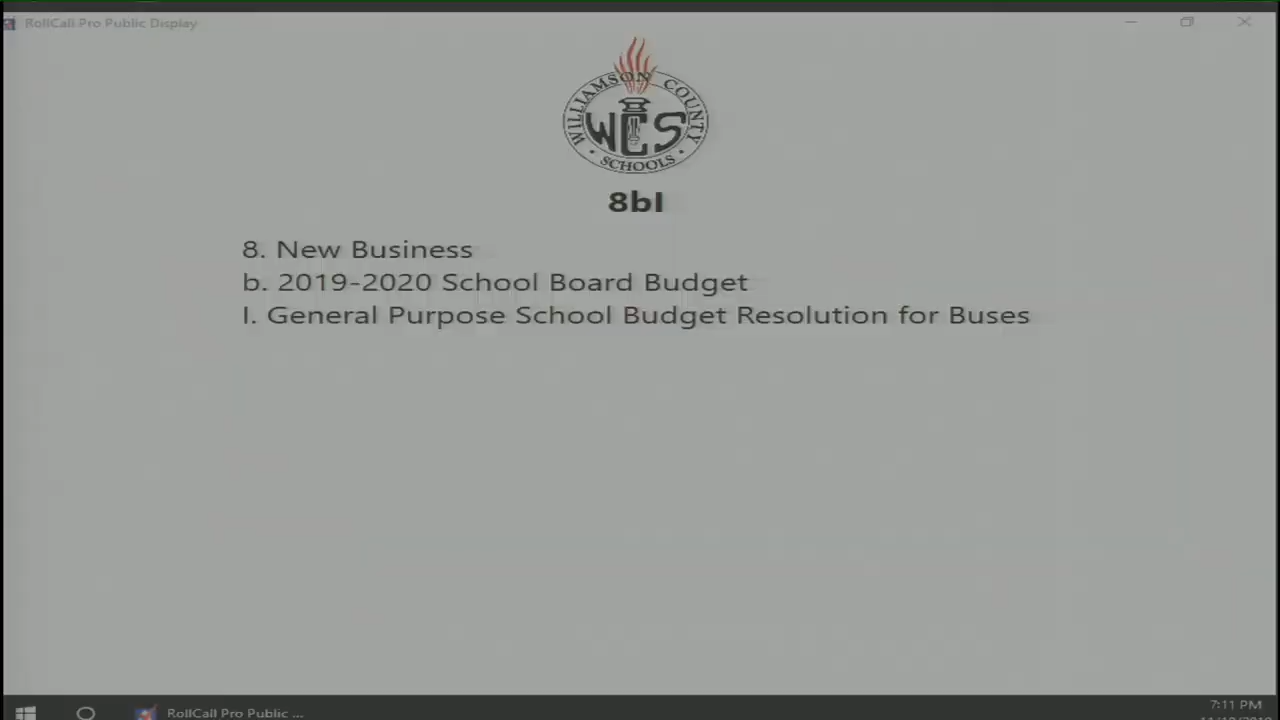 RollCall Pro Public Display
WILLIAMSON COUNTY
WCS
SCHOOLS
8bI
8. New Business
b. 2019-2020 School Board Budget
I. General Purpose School Budget Resolution for Buses
7:11 PM
RollCall Pro Public ...